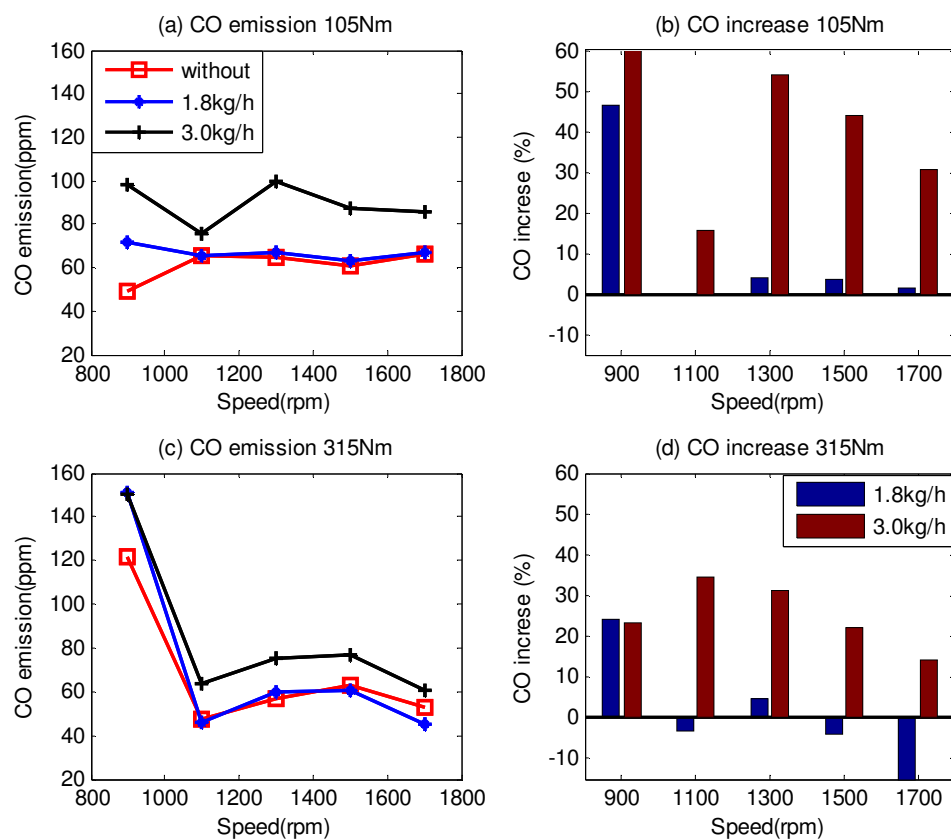 (a) CO emission 105Nm
160
140
120
100
80
60
40
20
CO emission(ppm)
without
1.8kg/h
3.0kg/h
800 1000 1200 1400 1600 1800
Speed(rpm)
(b) CO increase 105Nm
60
50
40
30
20
10
0
-10
CO increse (%)
900 1100 1300 1500 1700
Speed(rpm)
(c) CO emission 315Nm
160
140
120
100
80
60
40
20
CO emission(ppm)
800 1000 1200 1400 1600 1800
Speed(rpm)
(d) CO increase 315Nm
60
50
40
30
20
10
0
-10
CO increse (%)
1.8kg/h
3.0kg/h
900 1100 1300 1500 1700
Speed(rpm)